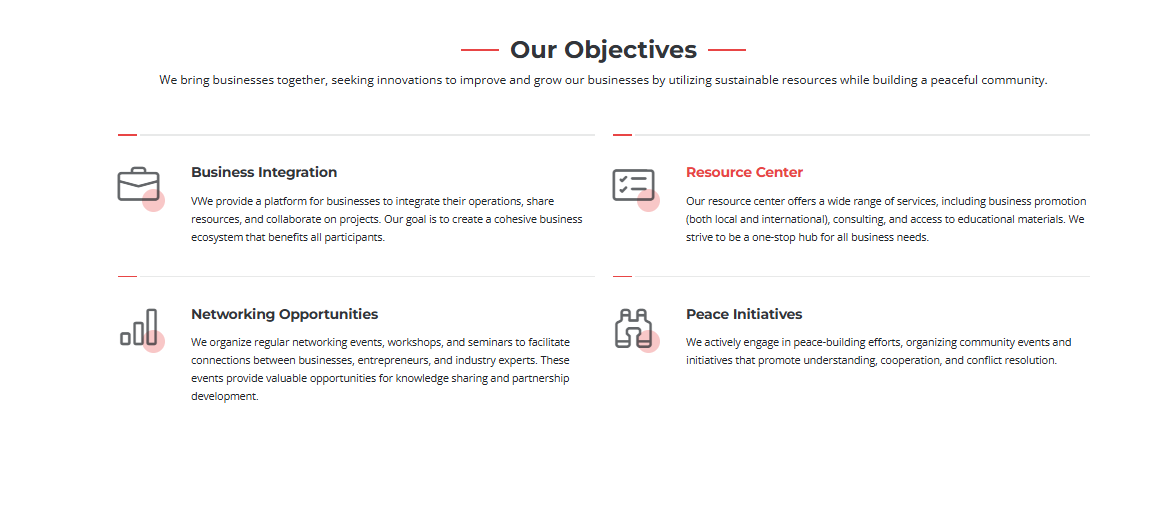 Our Objectives
We bring businesses together, seeking innovations to improve and grow our businesses by utilizing sustainable resources while building a peaceful community.
Business Integration
VWe provide a platform for businesses to integrate their operations, share
resources, and collaborate on projects. Our goal is to create a cohesive business
ecosystem that benefits all participants.
Resource Center
Our resource center offers a wide range of services, including business promotion
(both local and international), consulting, and access to educational materials. We
strive to be a one-stop hub for all business needs.
Networking Opportunities
We organize regular networking events, workshops, and seminars to facilitate
connections between businesses, entrepreneurs, and industry experts. These
events provide valuable opportunities for knowledge sharing and partnership
development.
Peace Initiatives
We actively engage in peace-building efforts, organizing community events and
initiatives that promote understanding, cooperation, and conflict resolution.